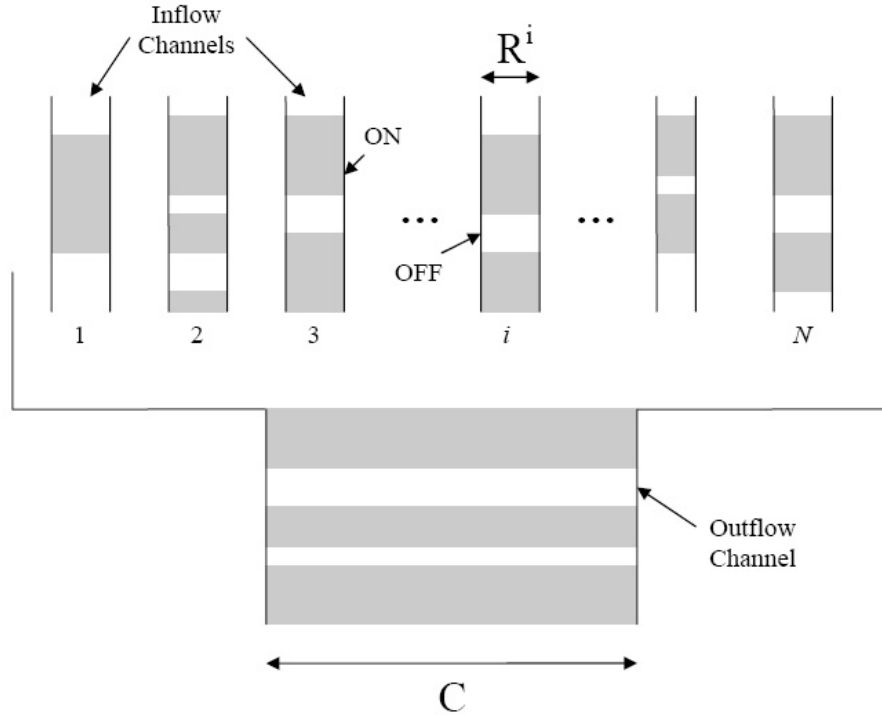 Inflow
Channels
R^i
ON
...
...
OFF
1
2
3
i
N
Outflow
Channel
C